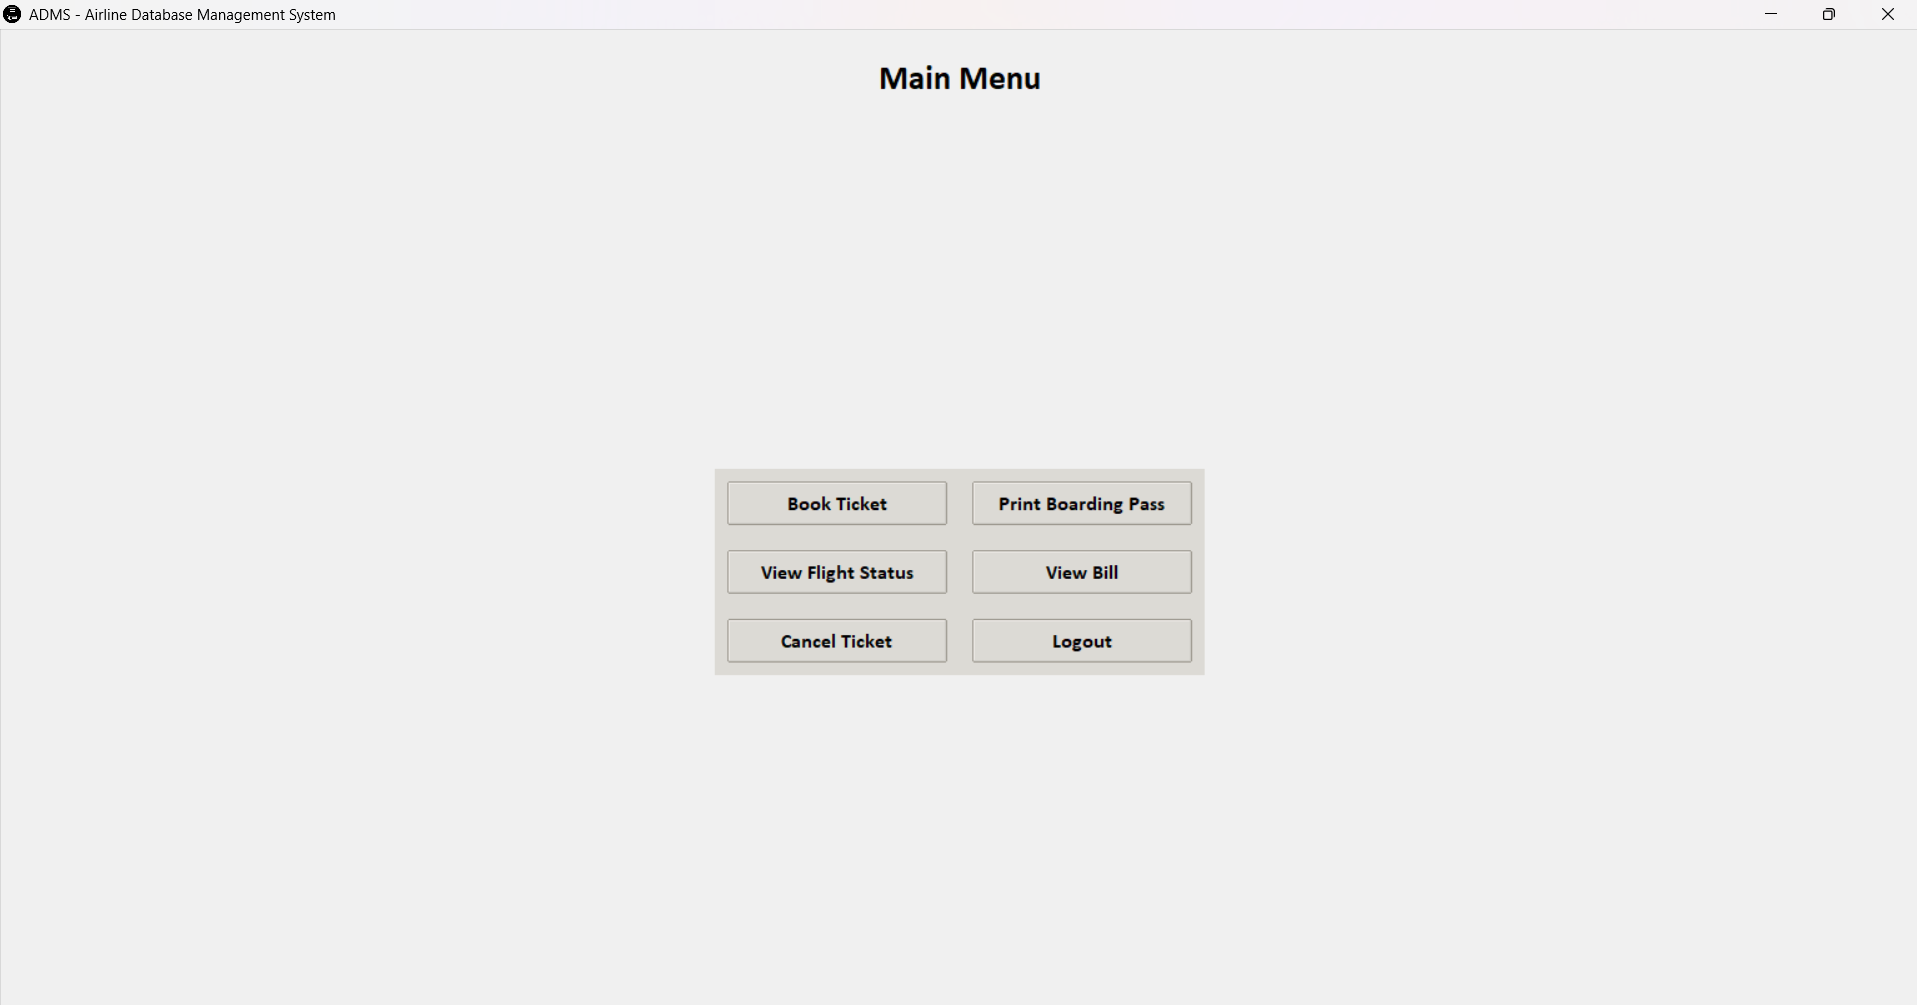 ADMS - Airline Database Management System
Main Menu
Book Ticket
Print Boarding Pass
View Flight Status
View Bill
Cancel Ticket
Logout